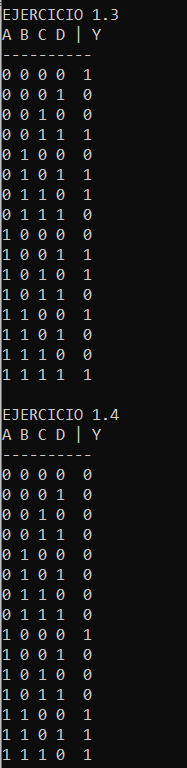 EJERCICIO 1.3
A B C D | Y
----------
0 0 0 0 1
0 0 0 1 0
0 0 1 0 0
0 0 1 1 1
0 1 0 0 0
0 1 0 1 1
0 1 1 0 1
0 1 1 1 0
1 0 0 0 0
1 0 0 1 1
1 0 1 0 1
1 0 1 1 0
1 1 0 0 1
1 1 0 1 0
1 1 1 0 0
1 1 1 1 1
EJERCICIO 1.4
A B C D | Y
----------
0 0 0 0 0
0 0 0 1 0
0 0 1 0 0
0 0 1 1 0
0 1 0 0 0
0 1 0 1 0
0 1 1 0 0
0 1 1 1 0
1 0 0 0 1
1 0 0 1 0
1 0 1 0 0
1 0 1 1 0
1 1 0 0 1
1 1 0 1 1
1 1 1 0 1